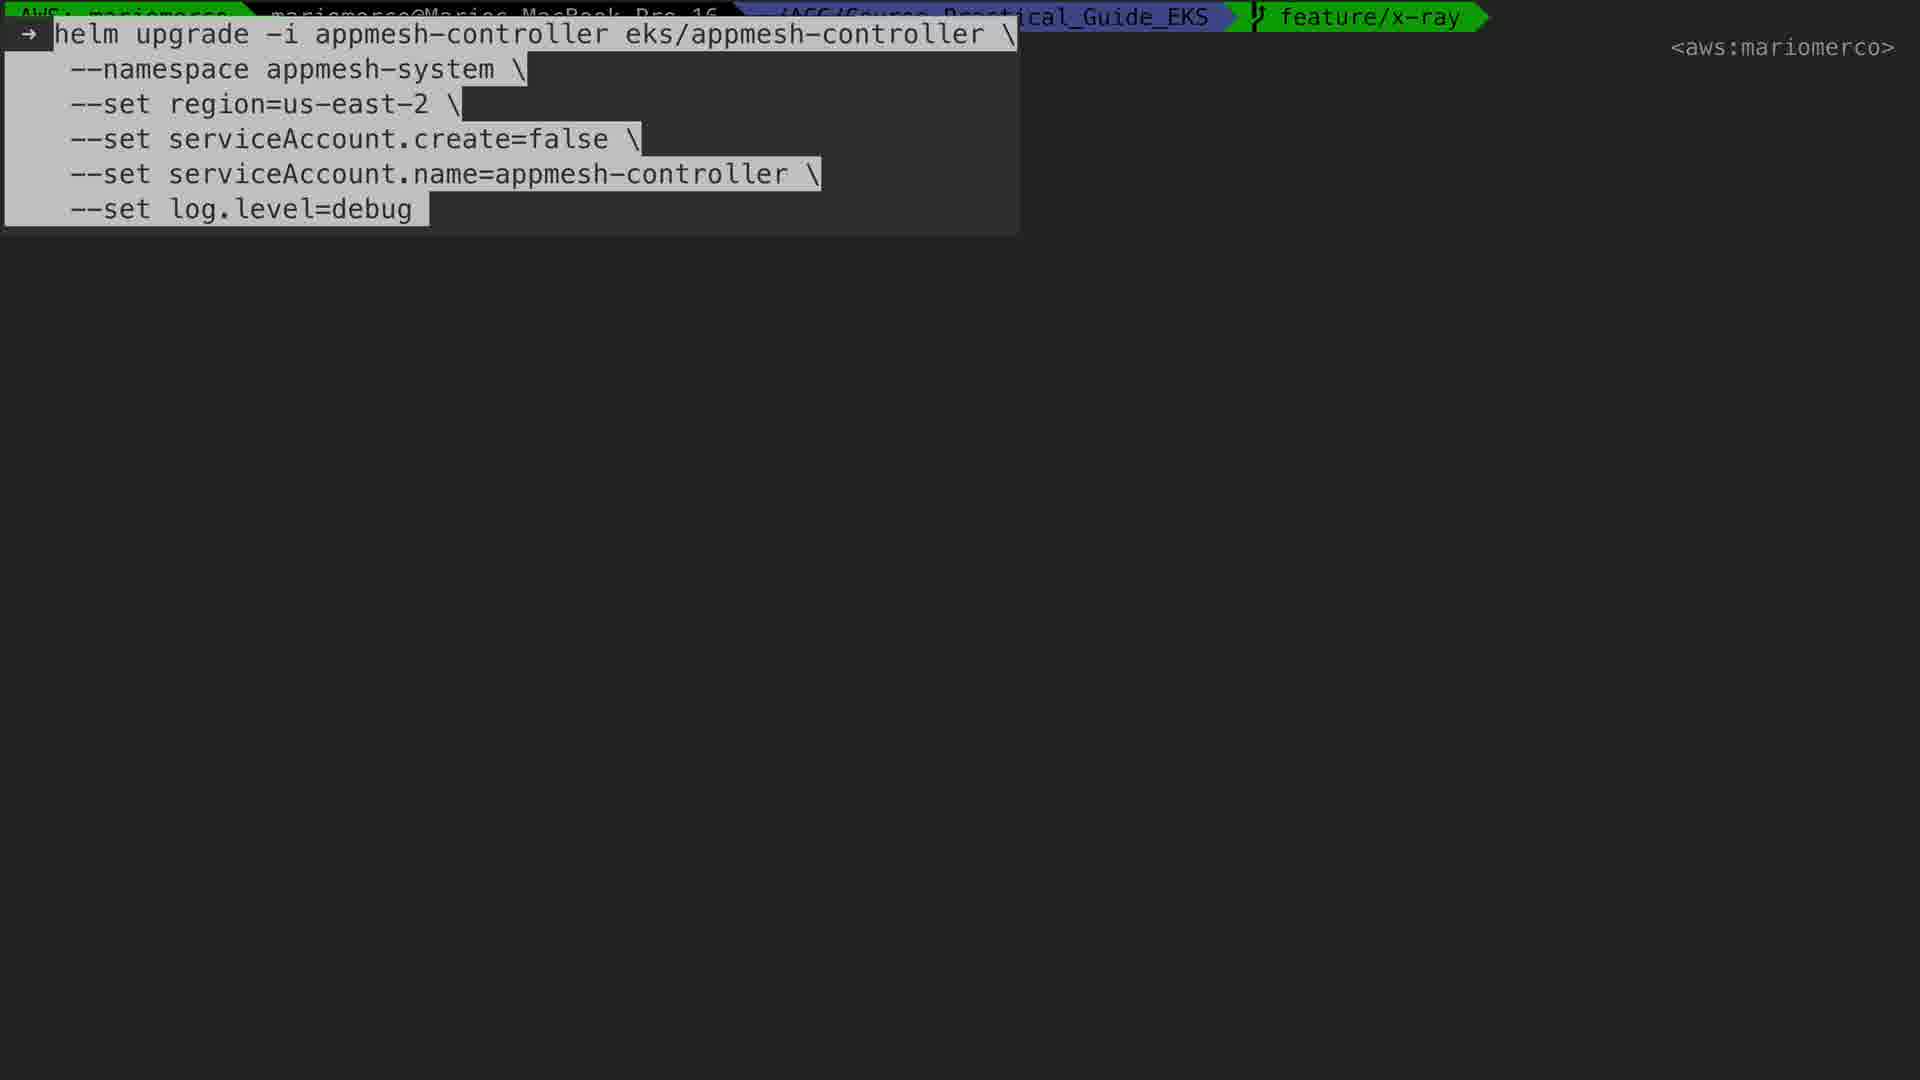 AWS: mariomerco mariomerco@Marios-MacBook-Pro-16 ~/ACG/Course_Practical_Guide_EKS feature/x-ray
➜ helm upgrade -i appmesh-controller eks/appmesh-controller \
<aws:mariomerco>
--namespace appmesh-system \
--set region=us-east-2 \
--set serviceAccount.create=false \
--set serviceAccount.name=appmesh-controller \
--set log.level=debug